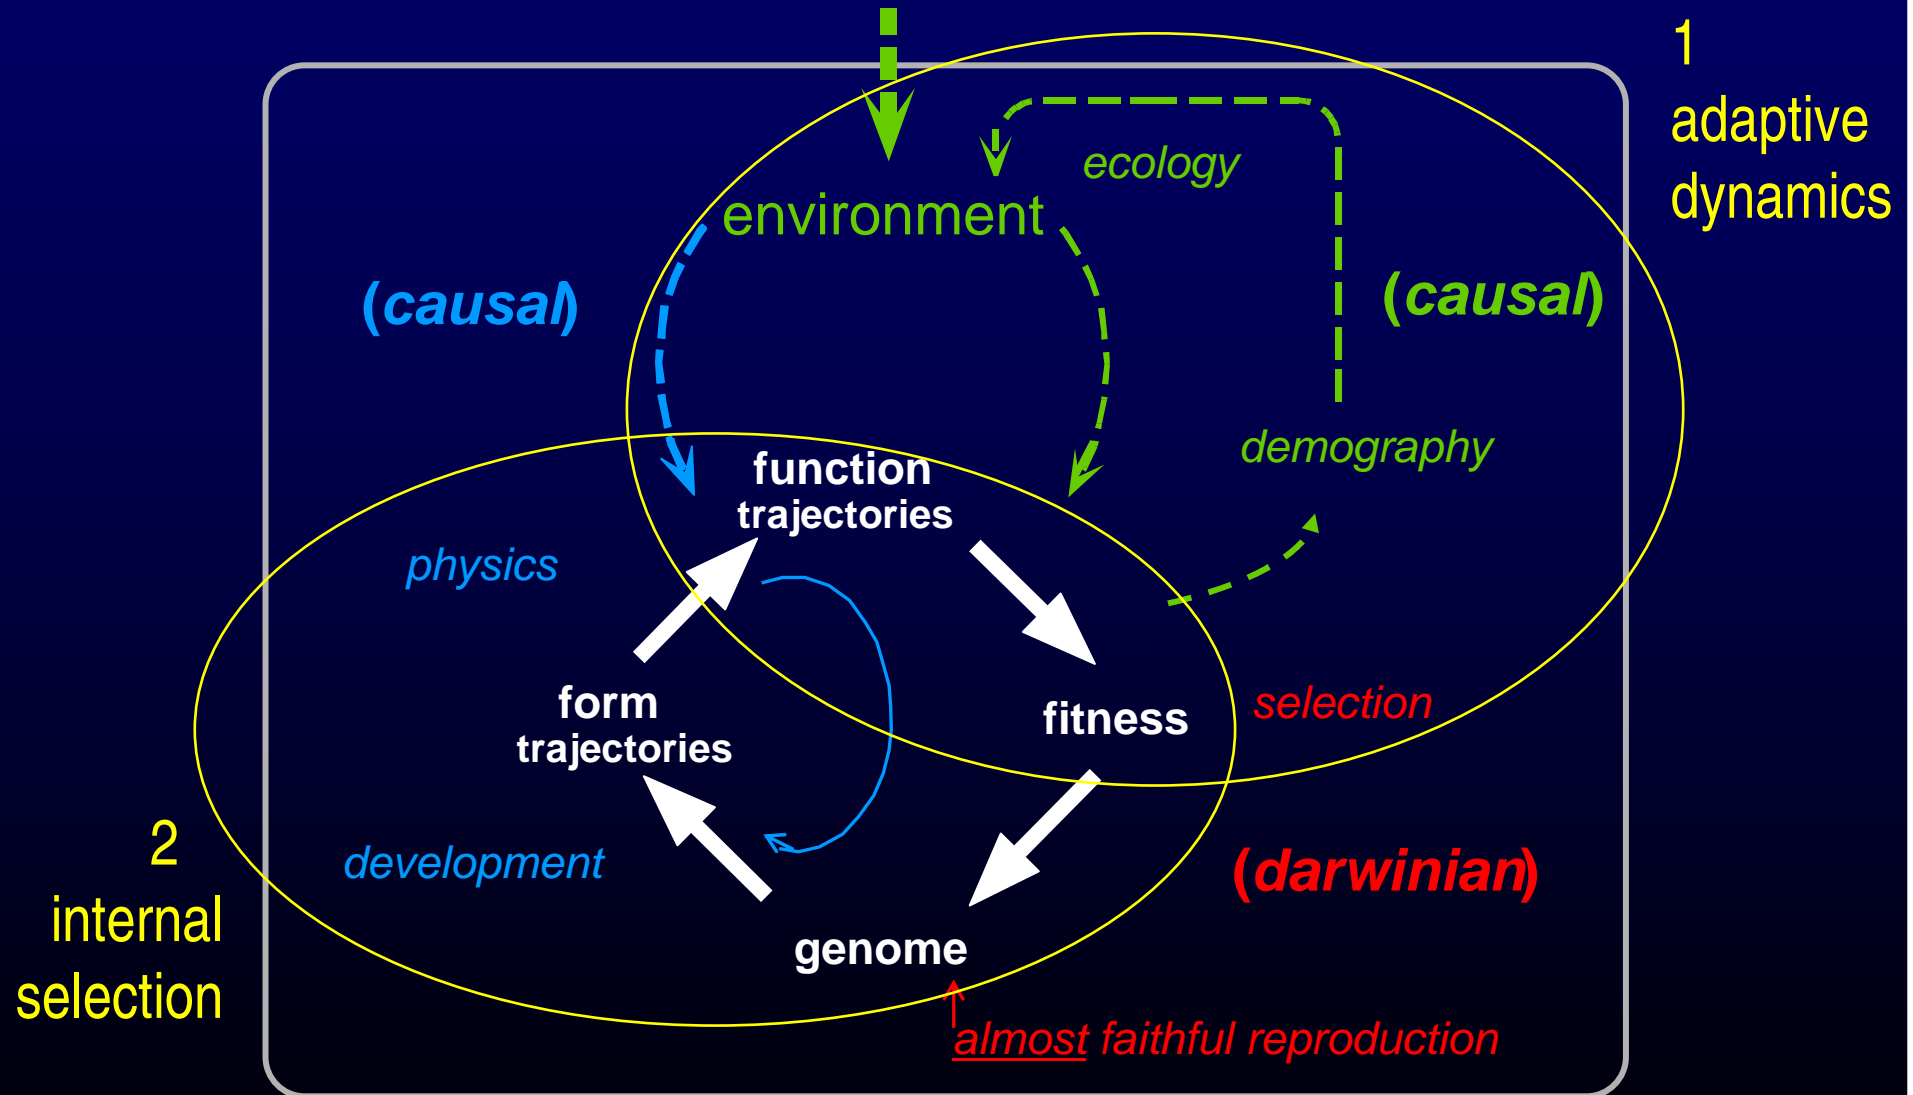 1
adaptive
dynamics
ecology
environment
(causal)
(causal)
demography
function
trajectories
physics
form
trajectories
fitness
selection
2
internal
selection
development
(darwinian)
genome
almost faithful reproduction